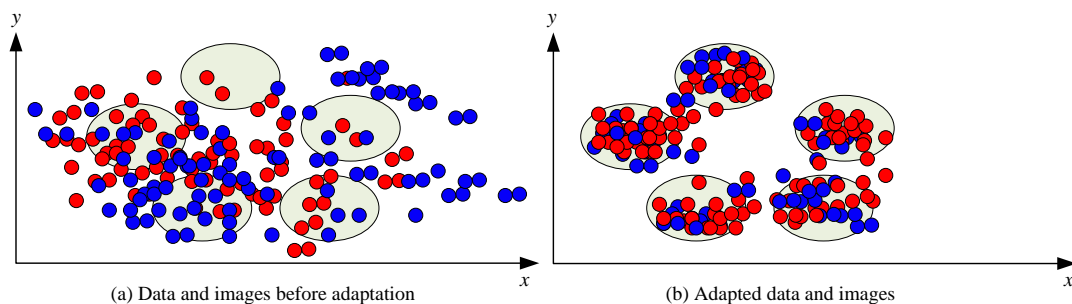 y
x
(a) Data and images before adaptation
y
x
(b) Adapted data and images